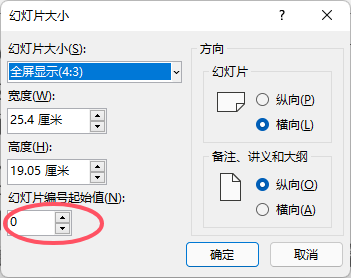 幻灯片大小
幻灯片大小(S):
全屏显示(4:3)
宽度(W):
25.4 厘米
高度(H):
19.05 厘米
幻灯片编号起始值(N):
0
方向
幻灯片
纵向(P)
横向(L)
备注、讲义和大纲
纵向(O)
横向(A)
确定
取消